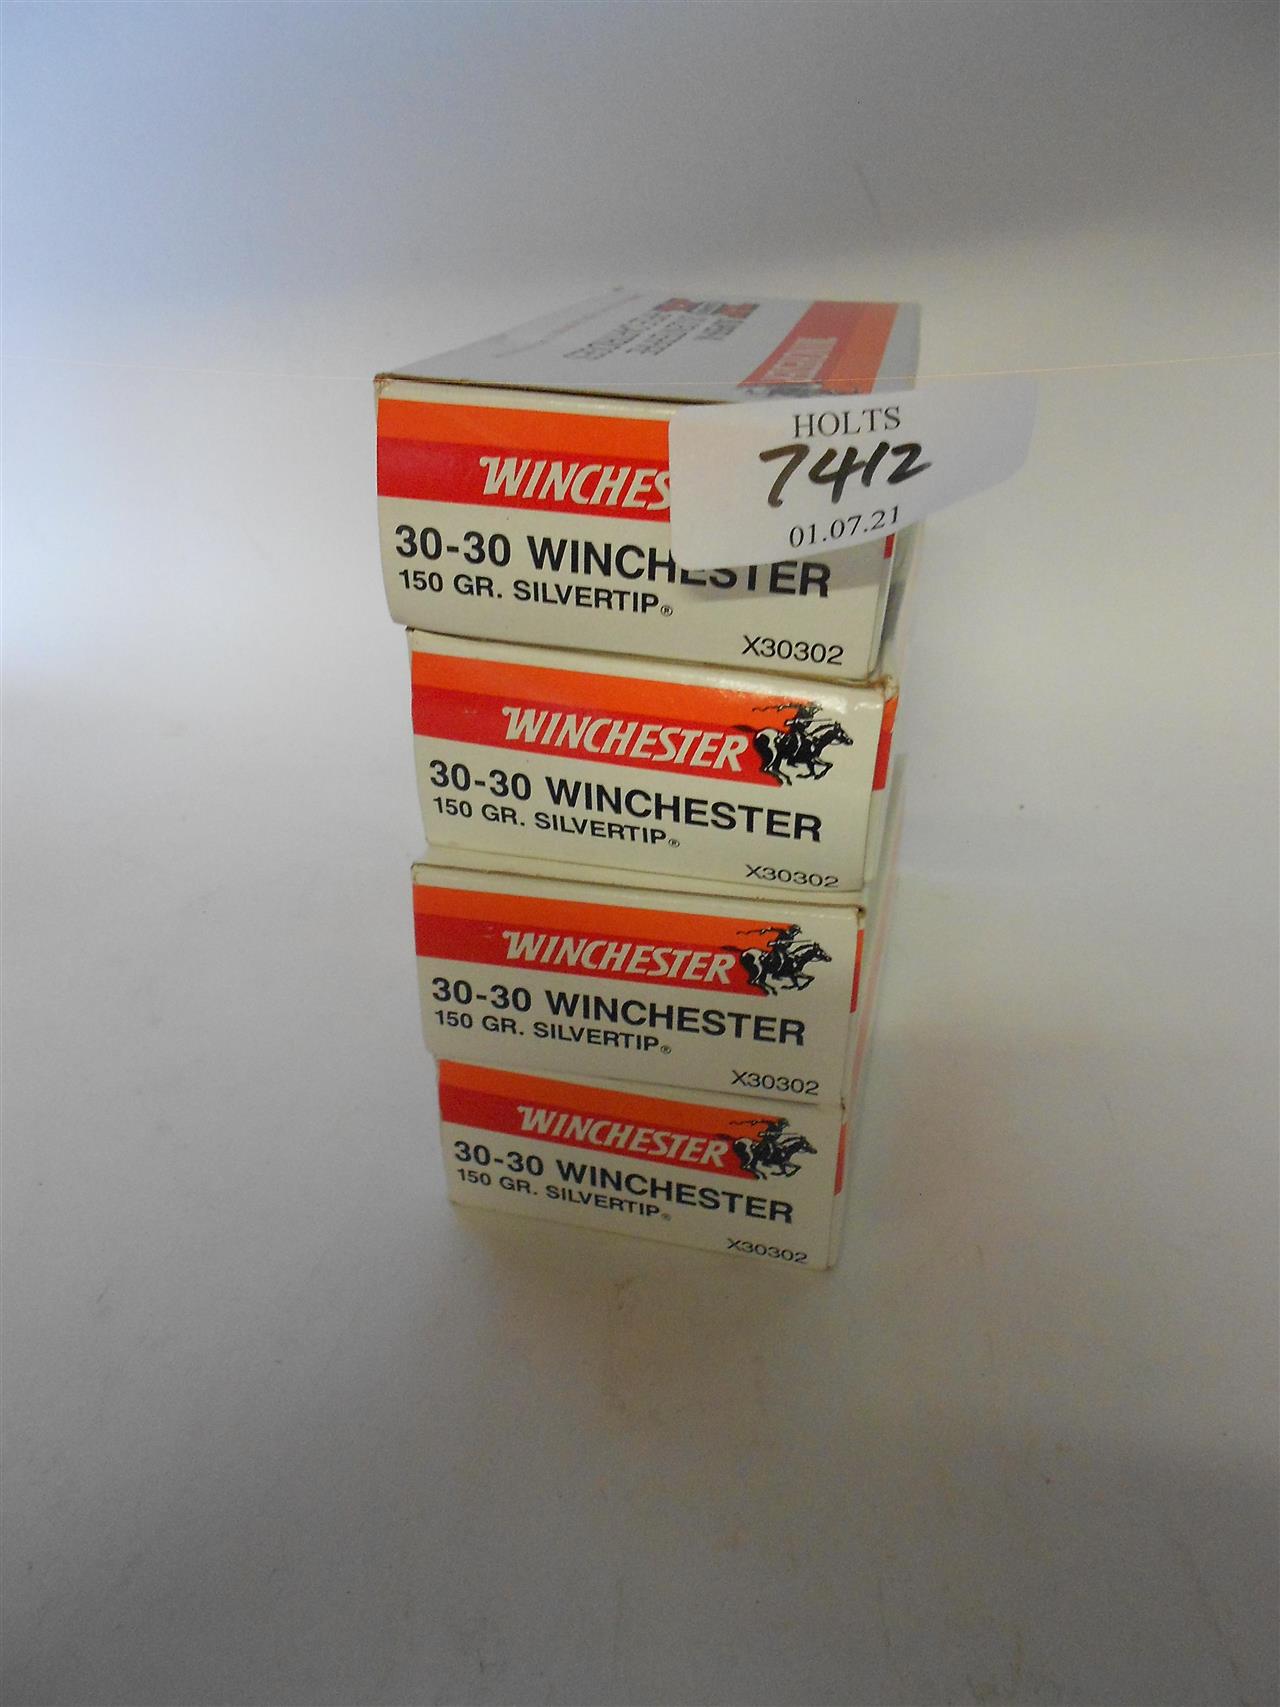 WINCHESTER
HOLTS
7412
01.07.21
WINCHES
30-30 WINCHESTER
150 GR. SILVERTIP®
X30302
WINCHESTER
30-30 WINCHESTER
150 GR. SILVERTIP®
X30302
WINCHESTER
30-30 WINCHESTER
150 GR. SILVERTIP®
X30302
WINCHESTER
30-30 WINCHESTER
150 GR. SILVERTIP®
X30302